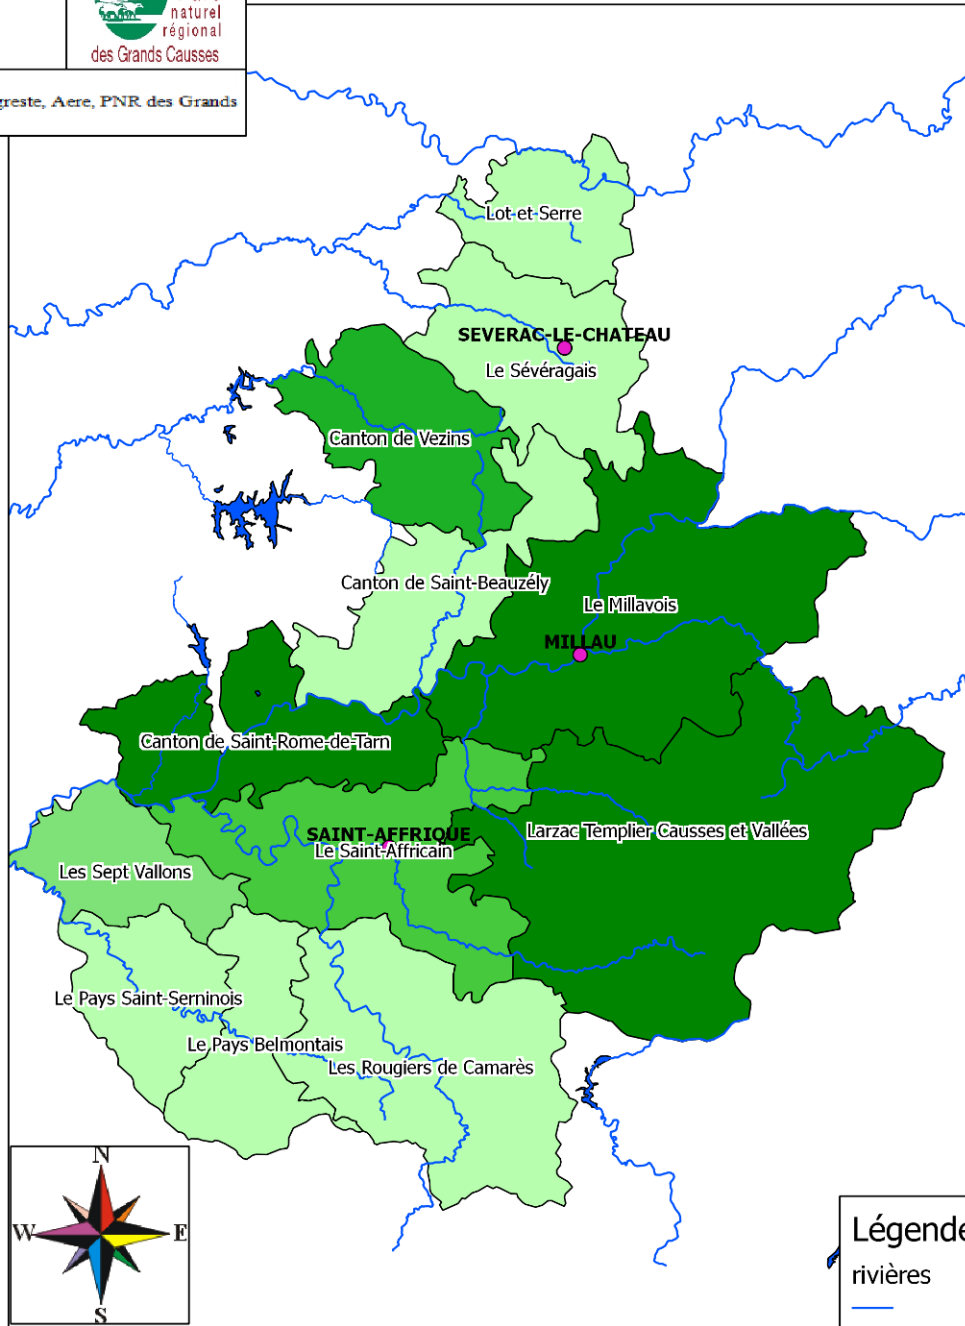 naturel
régional
des Grands Causses
Aere, PNR des Grands
Lot et Serre
SEVERAC-LE-CHATEAU
Le Sévéragais
Canton de Vezins
Canton de Saint-Beauzély
Le Millavois
MILLAU
Canton de Saint-Rome-de-Tarn
SAINT-AFFRIQUE
Larzac Templier Causses et Vallées
Le Saint-Affricain
Les Sept Vallons
Le Pays Saint-Serninois
Le Pays Belmontais
Les Rougiers de Camarès
N
W E
S
Légende
rivières